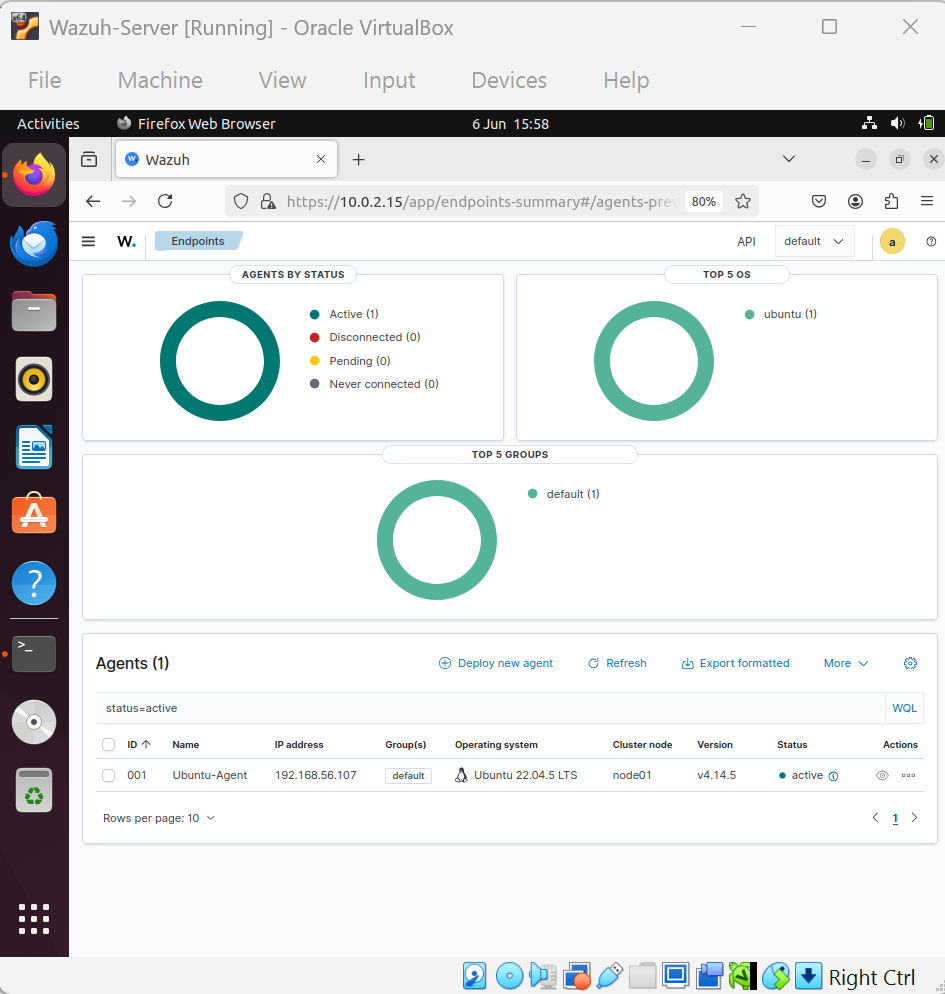 Wazuh-Server [Running] - Oracle VirtualBox
File Machine View Input Devices Help
Activities Firefox Web Browser 6 Jun 15:58
Wazuh
https://10.0.2.15/app/endpoints-summary#/agents-prev 80%
W. Endpoints API default a
AGENTS BY STATUS
Active (1)
Disconnected (0)
Pending (0)
Never connected (0)
TOP 5 OS
ubuntu (1)
TOP 5 GROUPS
default (1)
Agents (1) Deploy new agent Refresh Export formatted More
status=active WQL
ID Name IP address Group(s) Operating system Cluster node Version Status Actions
001 Ubuntu-Agent 192.168.56.107 default Ubuntu 22.04.5 LTS node01 v4.14.5 active
Rows per page: 10 1
Right Ctrl